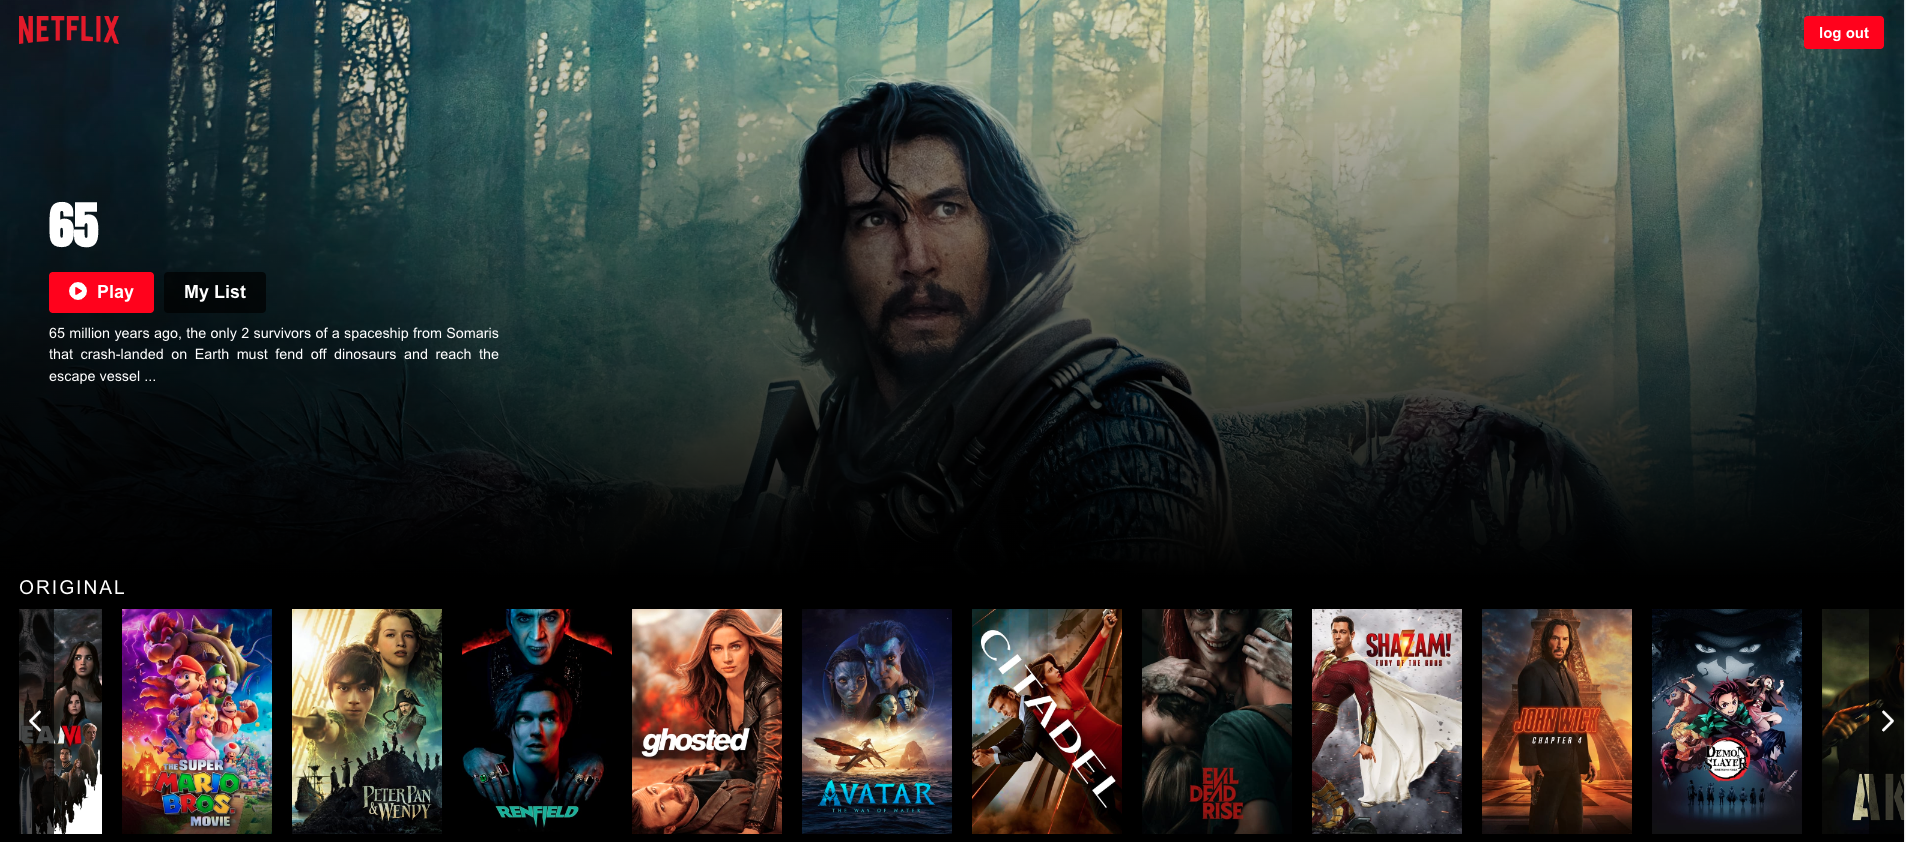 NETFLIX
log out
65
Play
My List
65 million years ago, the only 2 survivors of a spaceship from Somaris
that crash-landed on Earth must fend off dinosaurs and reach the
escape vessel ...
ORIGINAL
EAM
THE SUPER
MARIO
BROS
MOVIE
PETER PAN
& WENDY
RENFIELD
ghosted
AVATAR
THE WAY OF WATER
CITADEL
EVIL
DEAD
RISE
SHAZAM!
FURY OF THE GODS
JOHN WICK
CHAPTER 4
DEMON
SLAYER
AK